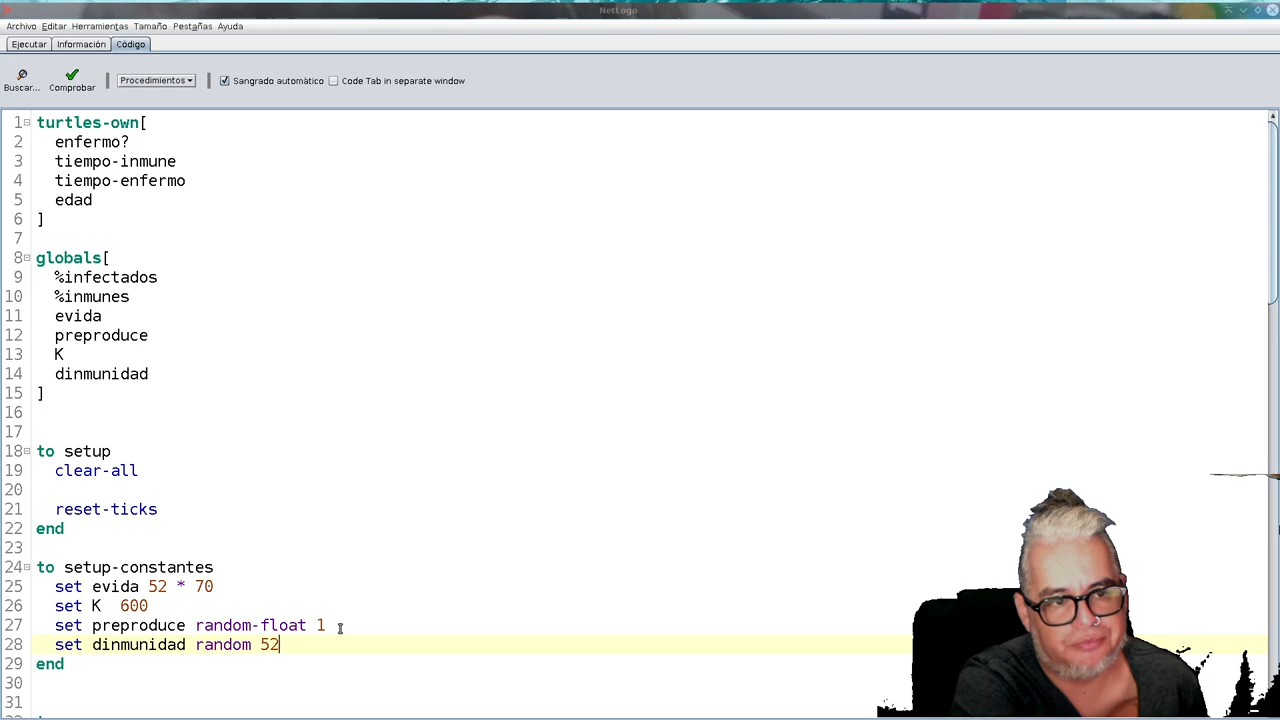 NetLogo
Archivo Editar Herramientas Tamaño Pestañas Ayuda
Ejecutar Información Código
Buscar... Comprobar Procedimientos Sangrado automático Code Tab in separate window
1 turtles-own[
2 enfermo?
3 tiempo-inmune
4 tiempo-enfermo
5 edad
6 ]
7
8 globals[
9 %infectados
10 %inmunes
11 evida
12 preproduce
13 K
14 dinmunidad
15 ]
16
17
18 to setup
19 clear-all
20
21 reset-ticks
22 end
23
24 to setup-constantes
25 set evida 52 * 70
26 set K 600
27 set preproduce random-float 1
28 set dinmunidad random 52
29 end
30
31